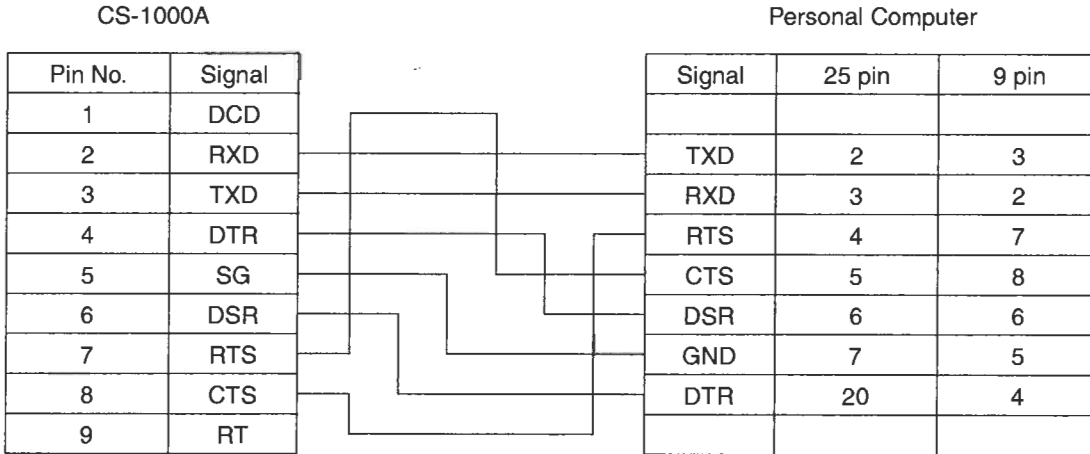 CS-1000A Personal Computer
Pin No. Signal Signal 25 pin 9 pin
1 DCD
2 RXD TXD 2 3
3 TXD RXD 3 2
4 DTR RTS 4 7
5 SG CTS 5 8
6 DSR DSR 6 6
7 RTS GND 7 5
8 CTS DTR 20 4
9 RT